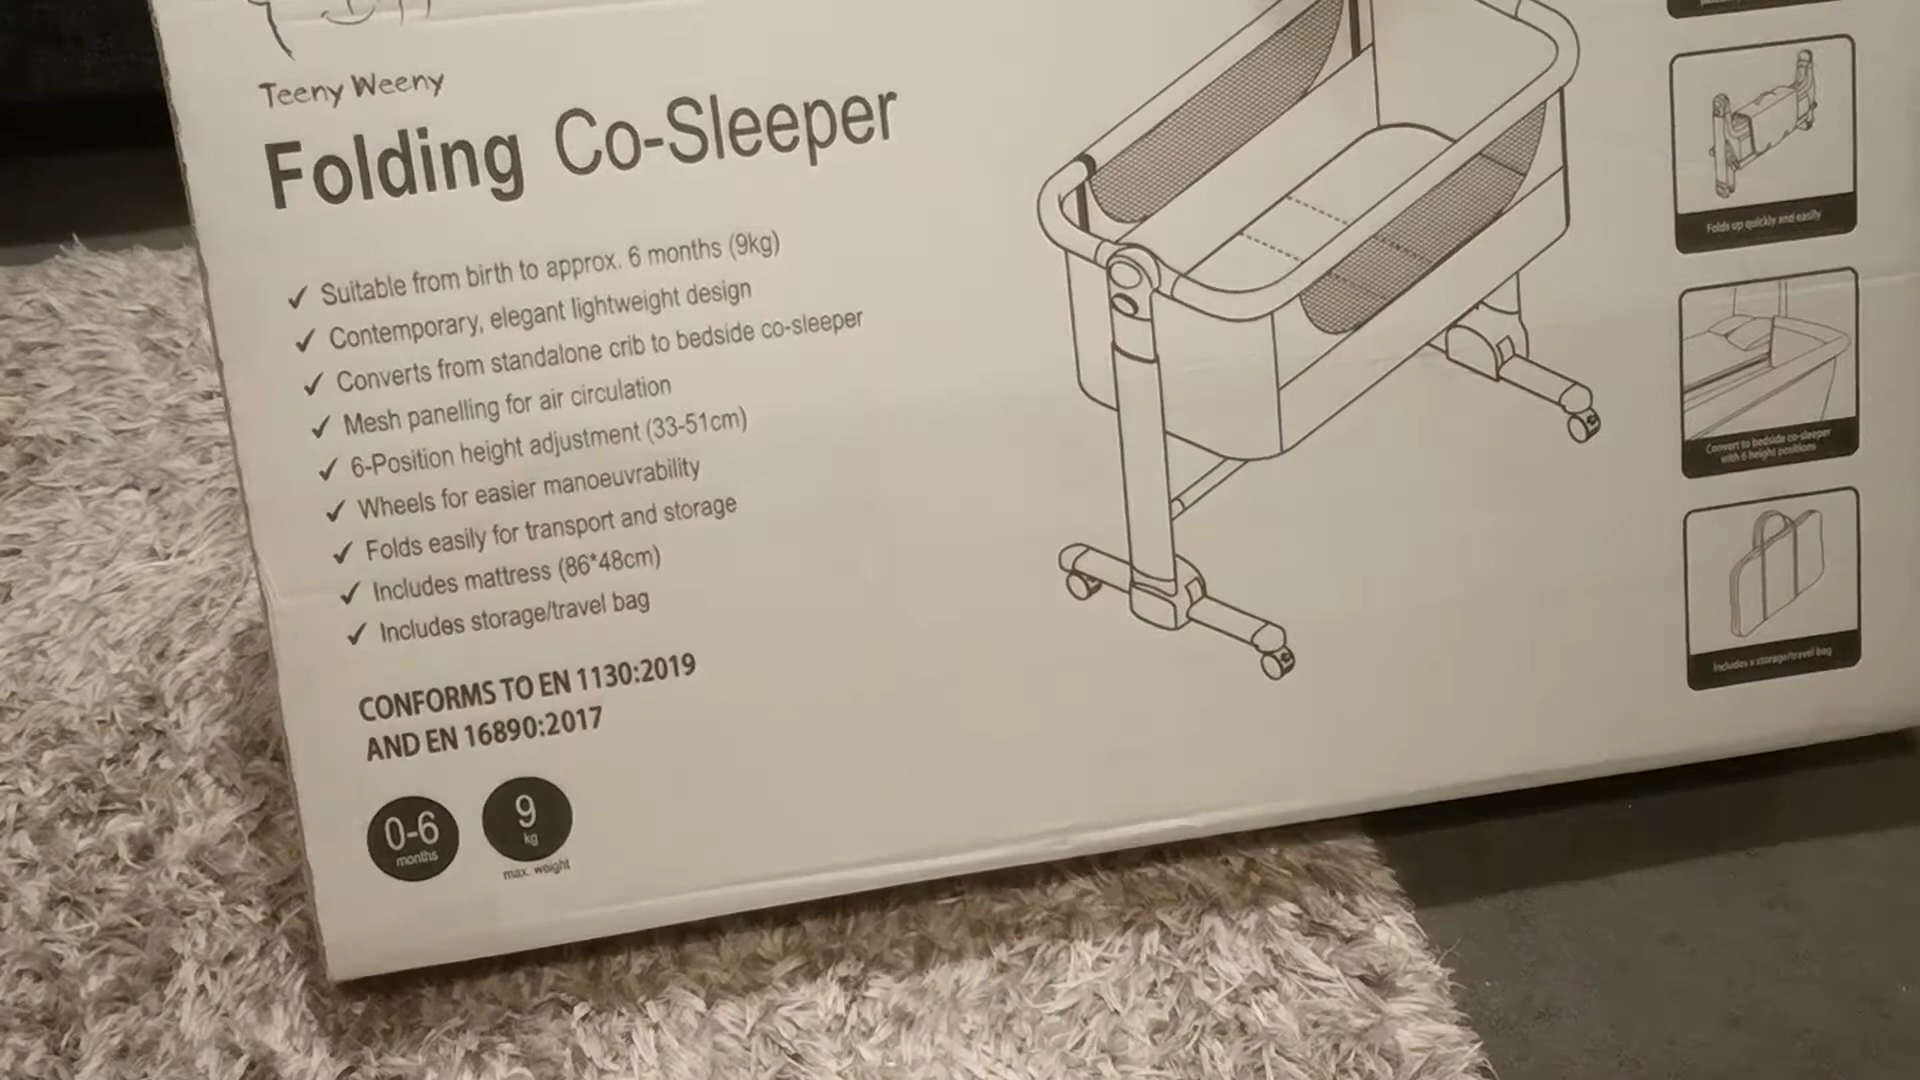 Teeny Weeny
Folding Co-Sleeper
✓ Suitable from birth to approx. 6 months (9kg)
✓ Contemporary, elegant lightweight design
✓ Converts from standalone crib to bedside co-sleeper
✓ Mesh panelling for air circulation
✓ 6-Position height adjustment (33-51cm)
✓ Wheels for easier manoeuvrability
✓ Folds easily for transport and storage
✓ Includes mattress (86*48cm)
✓ Includes storage/travel bag
CONFORMS TO EN 1130:2019
AND EN 16890:2017
0-6
months
9
kg
max. weight
Folds up quickly and easily
Convert to bedside co-sleeper
with 6 height positions
Includes a storage/travel bag